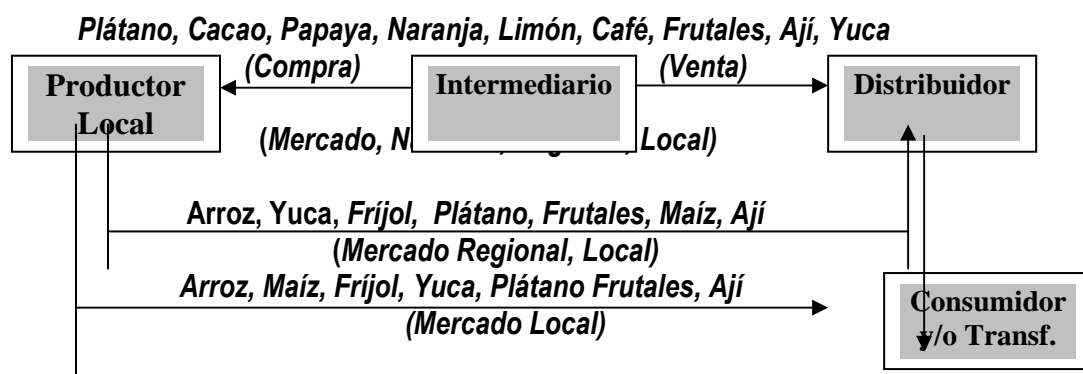 Plátano, Cacao, Papaya, Naranja, Limón, Café, Frutales, Ají, Yuca
(Compra)
(Venta)
Productor
Local
Intermediario
Distribuidor
(Mercado, Local)
Arroz, Yuca, Fríjol, Plátano, Frutales, Maíz, Ají
(Mercado Regional, Local)
Arroz, Maíz, Fríjol, Yuca, Plátano Frutales, Ají
(Mercado Local)
Consumidor
y/o Transf.